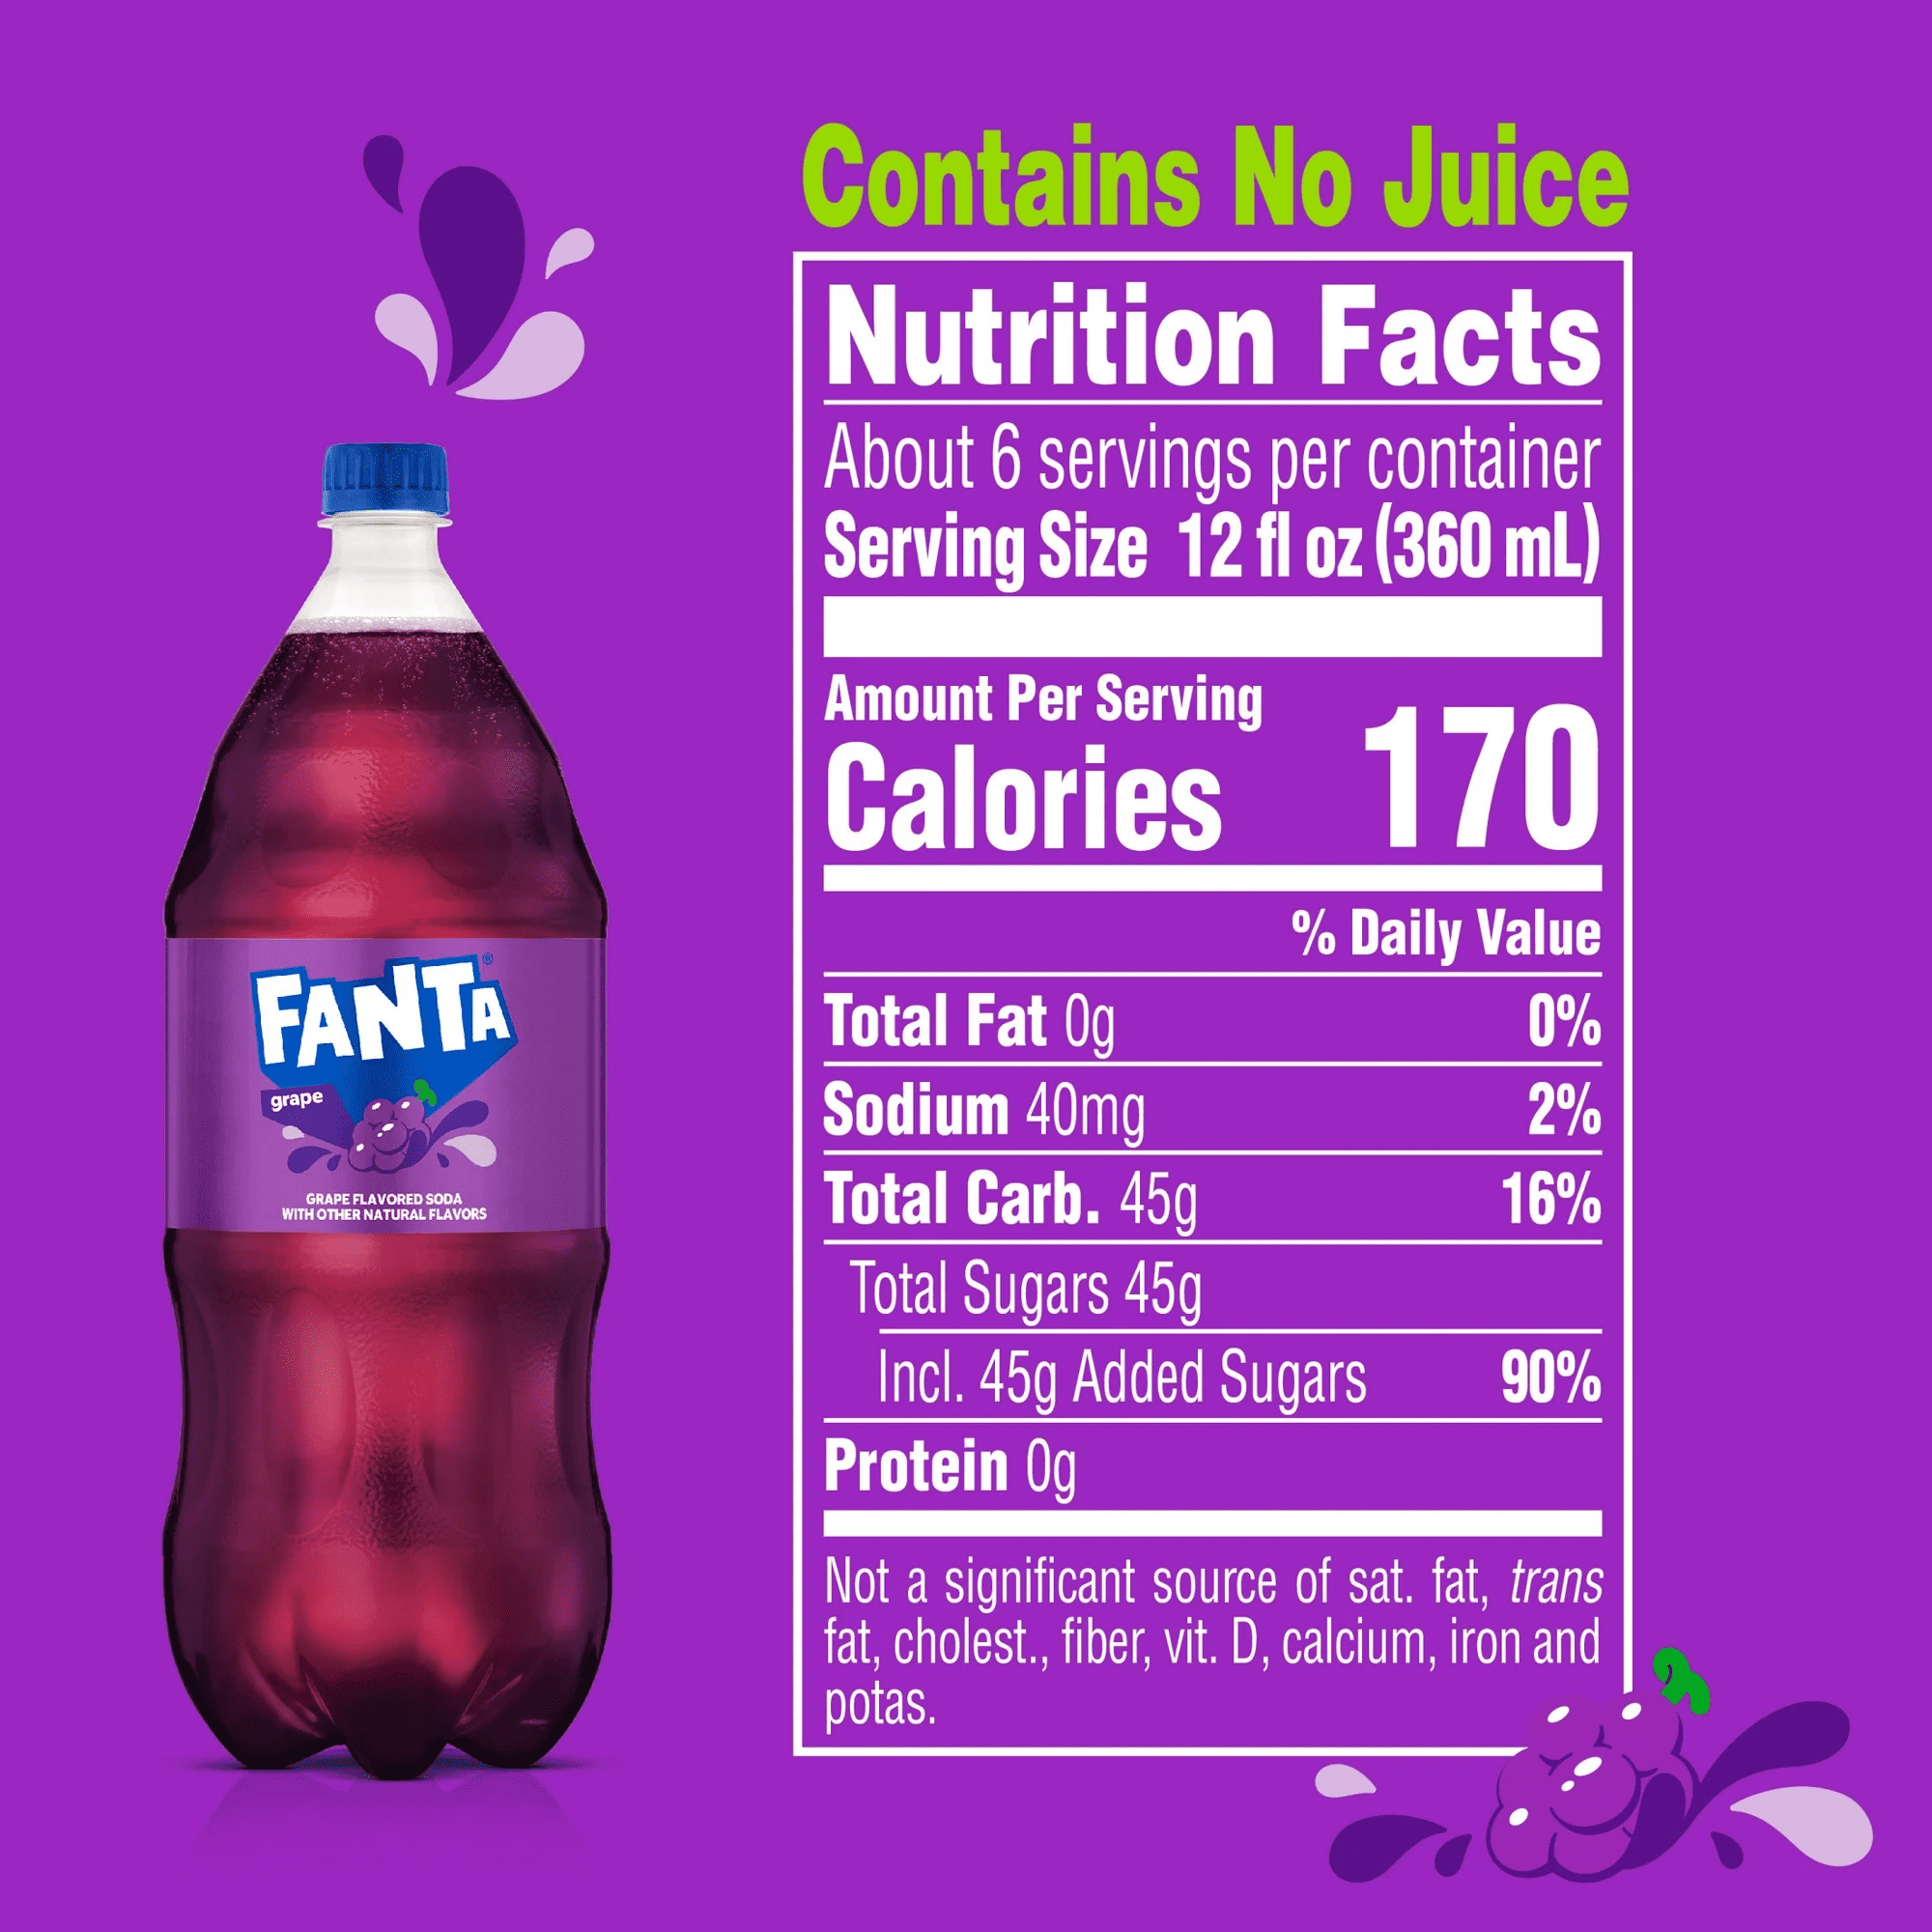 Contains No Juice
Nutrition Facts
About 6 servings per container
Serving Size 12 fl oz (360 mL)
Amount Per Serving
Calories 170
% Daily Value
Total Fat 0g 0%
Sodium 40mg 2%
Total Carb. 45g 16%
Total Sugars 45g
Incl. 45g Added Sugars 90%
Protein 0g
Not a significant source of sat. fat, trans
fat, cholest., fiber, vit. D, calcium, iron and
potas.
FANTA®
grape
GRAPE FLAVORED SODA
WITH OTHER NATURAL FLAVORS